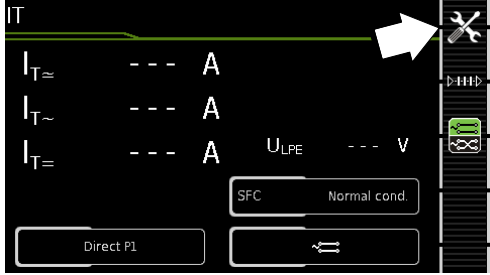 IT
IT≂ --- A
IT~ --- A
IT= --- A
ULPE --- V
SFC Normal cond.
Direct P1